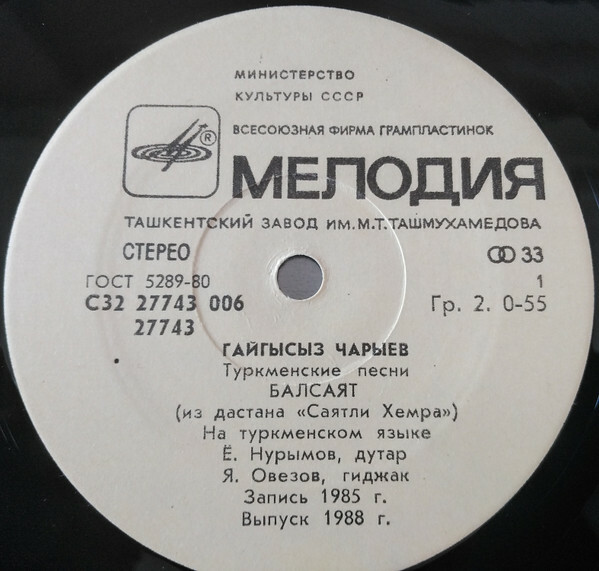 МИНИСТЕРСТВО
КУЛЬТУРЫ СССР
ВСЕСОЮЗНАЯ ФИРМА ГРАМПЛАСТИНОК
®
МЕЛОДИЯ
ТАШКЕНТСКИЙ ЗАВОД ИМ.М.Т.ТАШМУХАМЕДОВА
СТЕРЕО 33
ГОСТ 5289-80 1
С32 27743 006 Гр. 2. 0-55
27743
ГАЙГЫСЫЗ ЧАРЫЕВ
Туркменские песни
БАЛСАЯТ
(из дастана «Саятли Хемра»)
На туркменском языке
Ё. Нурымов, дутар
Я. Овезов, гиджак
Запись 1985 г.
Выпуск 1988 г.